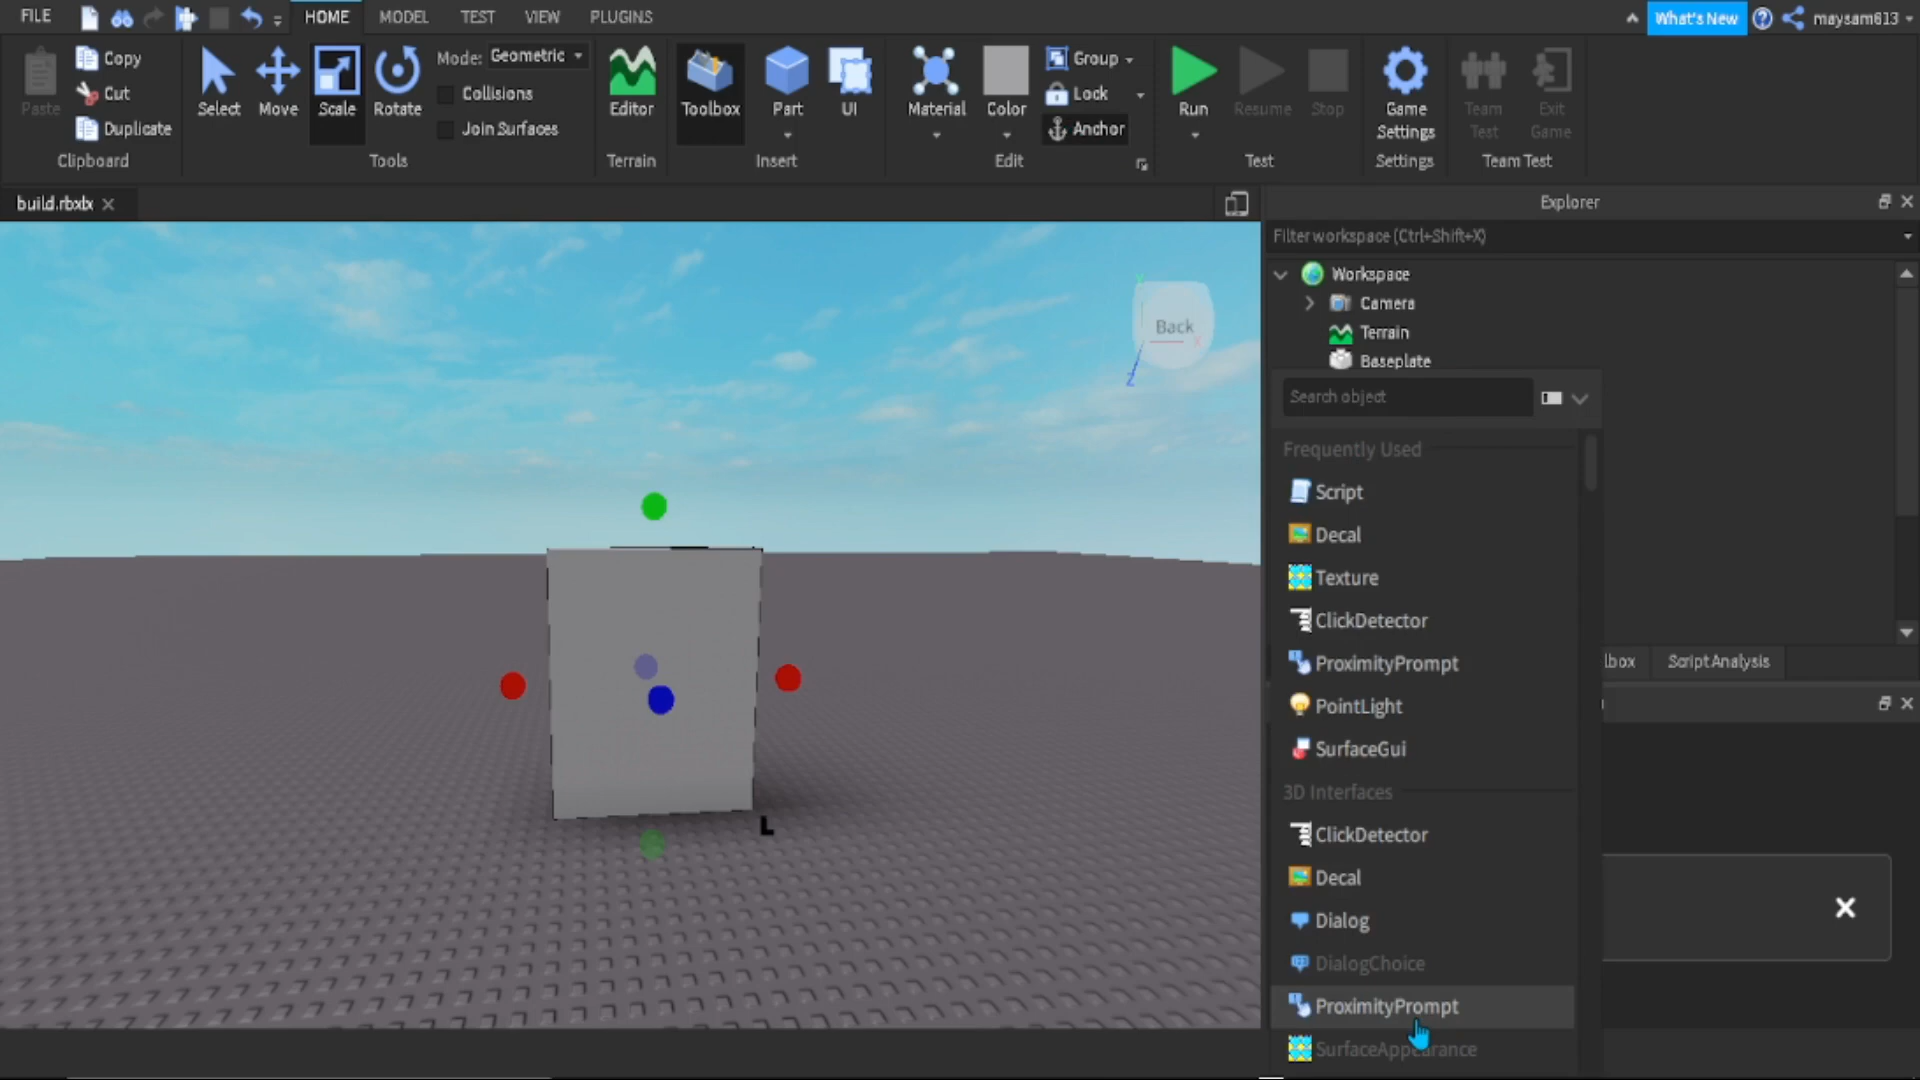 FILE HOME MODEL TEST VIEW PLUGINS What's New maysam613
Copy
Cut
Duplicate
Paste
Clipboard
Select Move Scale Rotate
Mode: Geometric
Collisions
Join Surfaces
Tools
Editor
Terrain
Toolbox Part UI
Insert
Material Color
Group
Lock
Anchor
Edit
Run Resume Stop
Test
Game
Settings
Settings
Team
Test
Exit
Game
Team Test
build.rbxlx
Explorer
Filter workspace (Ctrl+Shift+X)
Workspace
Camera
Terrain
Baseplate
Y
Back
X
Z
L
Search object
Frequently Used
Script
Decal
Texture
ClickDetector
ProximityPrompt
PointLight
SurfaceGui
3D Interfaces
ClickDetector
Decal
Dialog
DialogChoice
ProximityPrompt
SurfaceAppearance
lbox Script Analysis